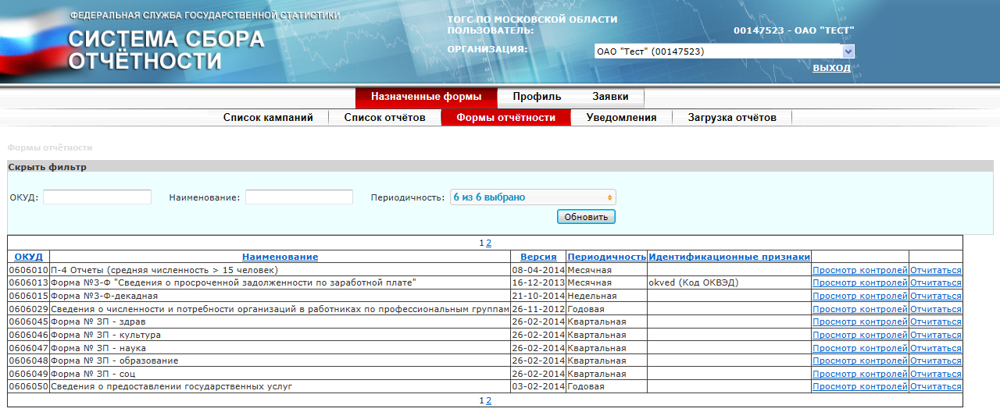 ФЕДЕРАЛЬНАЯ СЛУЖБА ГОСУДАРСТВЕННОЙ СТАТИСТИКИ
СИСТЕМА СБОРА
ОТЧЁТНОСТИ
ТОГС ПО МОСКОВСКОЙ ОБЛАСТИ
ПОЛЬЗОВАТЕЛЬ: 00147523 - ОАО "ТЕСТ"
ОРГАНИЗАЦИЯ: ОАО "Тест" (00147523)
ВЫХОД
Назначенные формы Профиль Заявки
Список кампаний Список отчётов Формы отчётности Уведомления Загрузка отчётов
Формы отчётности
Скрыть фильтр
ОКУД: Наименование: Периодичность: 6 из 6 выбрано
Обновить
1 2
ОКУД Наименование Версия Периодичность Идентификационные признаки
0606010 П-4 Отчеты (средняя численность > 15 человек) 08-04-2014 Месячная Просмотр контролей Отчитаться
0606013 Форма №3-Ф "Сведения о просроченной задолженности по заработной плате" 16-12-2013 Месячная okved (Код ОКВЭД) Просмотр контролей Отчитаться
0606015 Форма №3-Ф-декадная 21-10-2014 Недельная Просмотр контролей Отчитаться
0606029 Сведения о численности и потребности организаций в работниках по профессиональным группам 26-11-2012 Годовая Просмотр контролей Отчитаться
0606045 Форма № ЗП - здрав 26-02-2014 Квартальная Просмотр контролей Отчитаться
0606046 Форма № ЗП - культура 26-02-2014 Квартальная Просмотр контролей Отчитаться
0606047 Форма № ЗП - наука 26-02-2014 Квартальная Просмотр контролей Отчитаться
0606048 Форма № ЗП - образование 26-02-2014 Квартальная Просмотр контролей Отчитаться
0606049 Форма № ЗП - соц 26-02-2014 Квартальная Просмотр контролей Отчитаться
0606050 Сведения о предоставлении государственных услуг 03-02-2014 Годовая Просмотр контролей Отчитаться
1 2